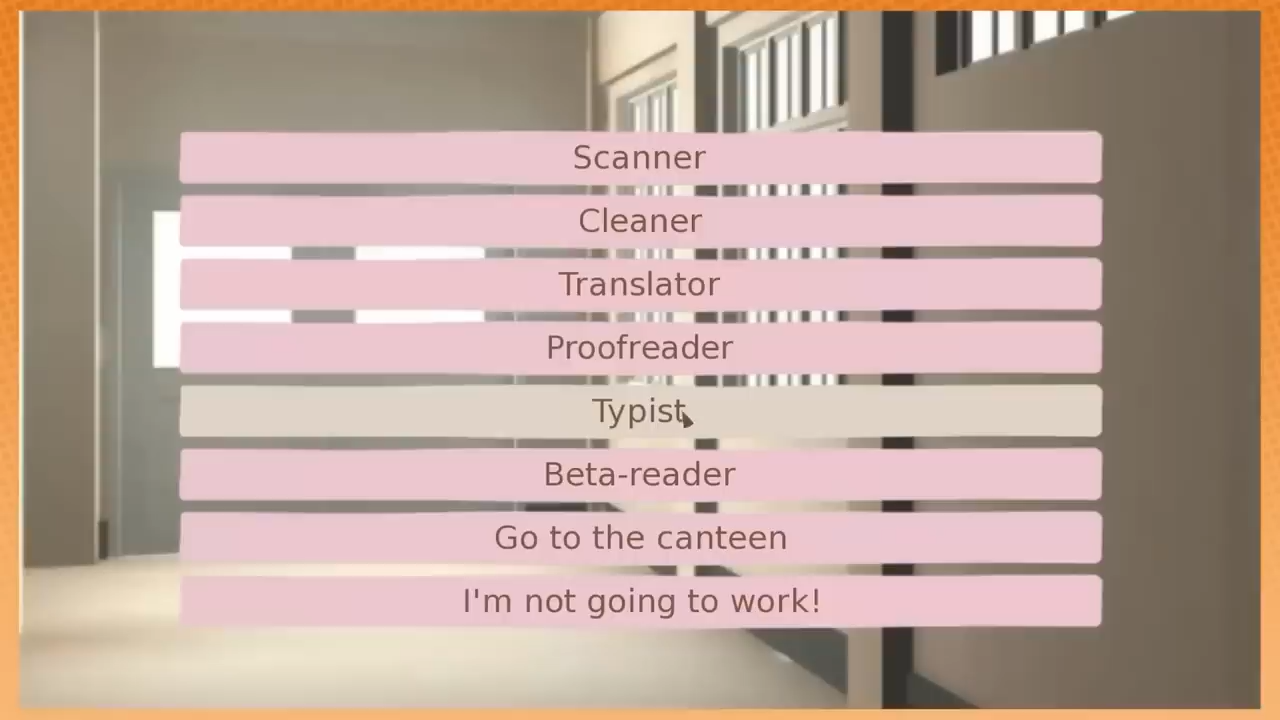 Scanner
Cleaner
Translator
Proofreader
Typist
Beta-reader
Go to the canteen
I'm not going to work!